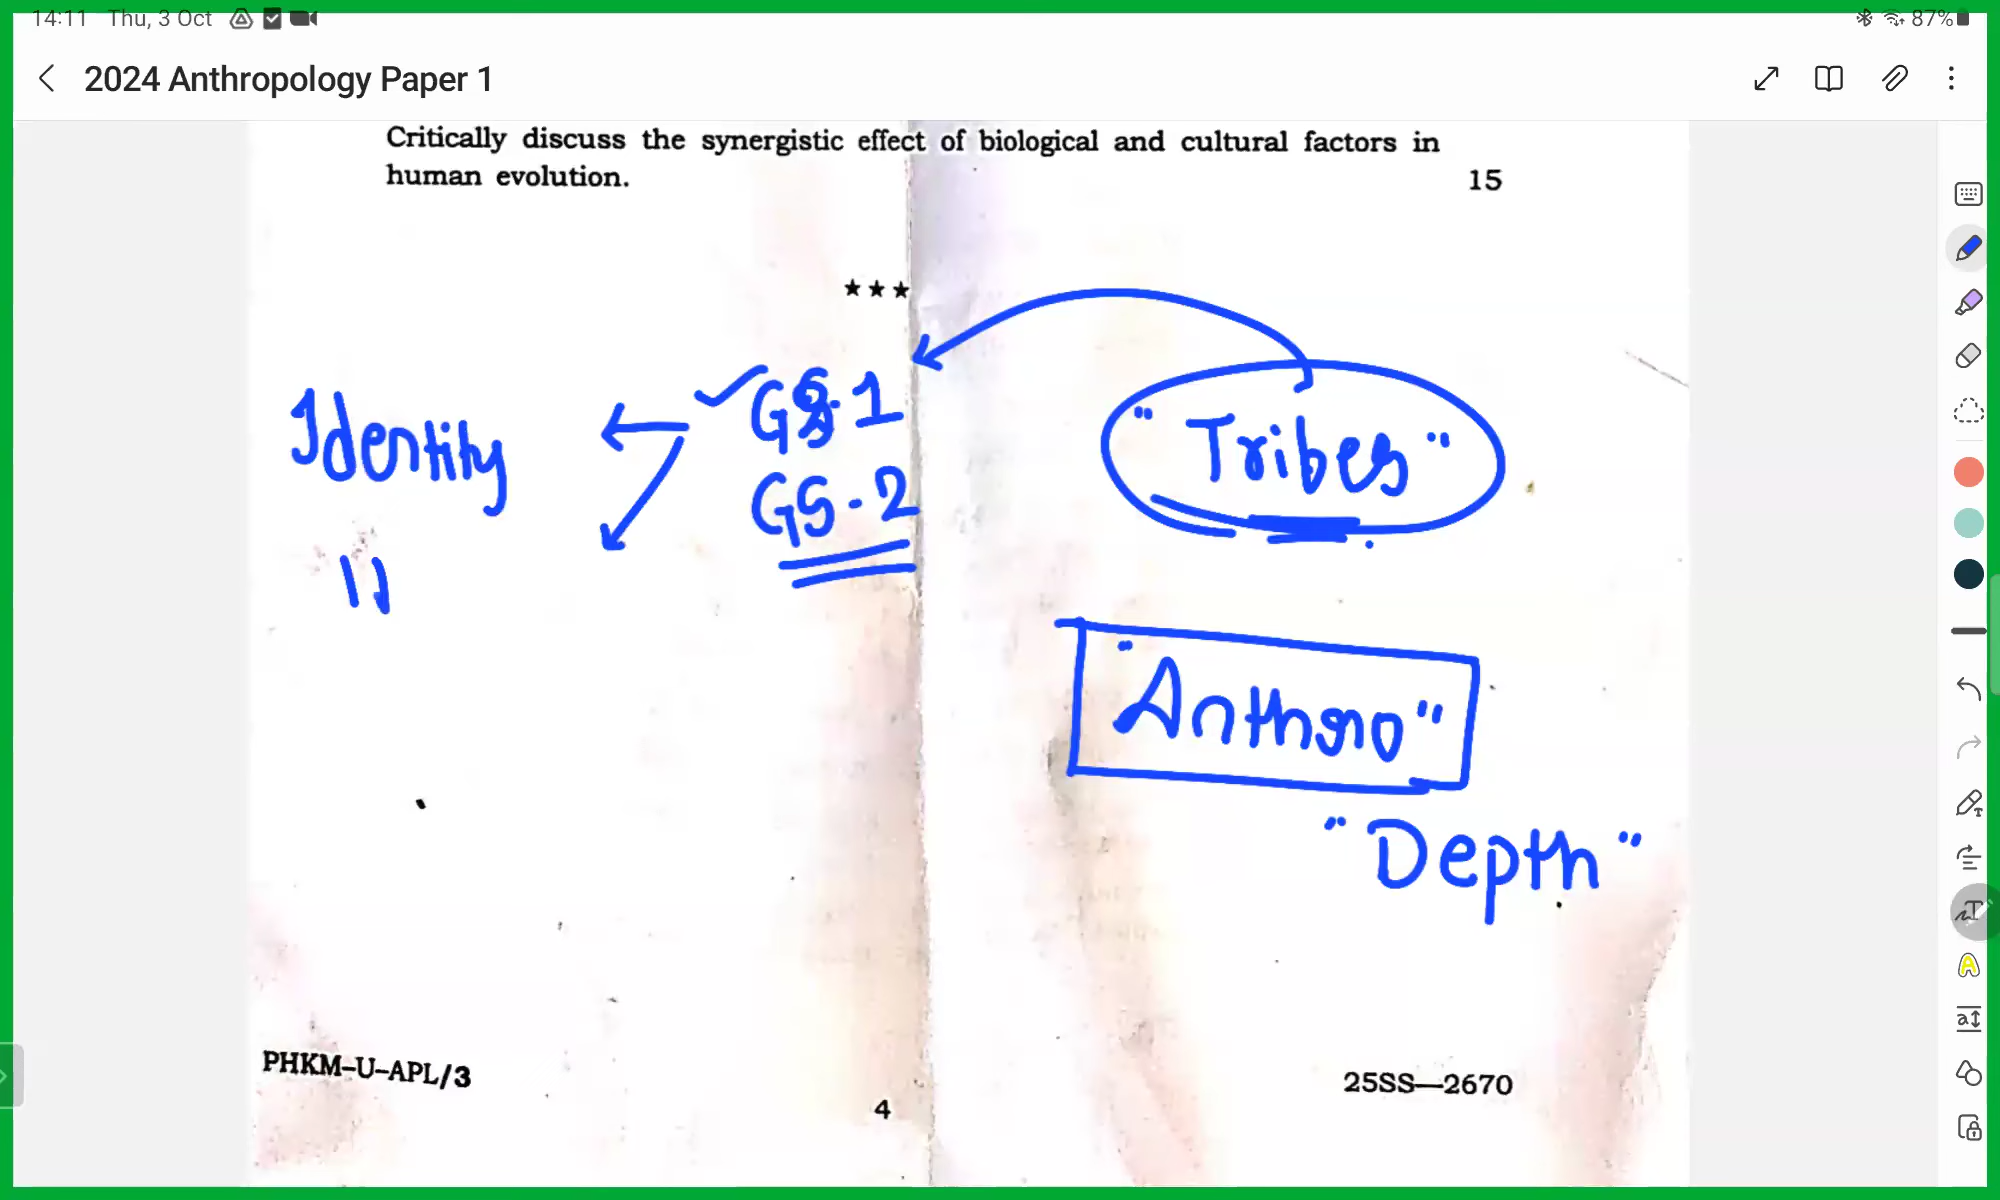 14:11 Thu, 3 Oct 87%
2024 Anthropology Paper 1
Critically discuss the synergistic effect of biological and cultural factors in
human evolution. 15
★★★
Identity
GS-1
GS-2
"Tribes"
"Anthro"
"Depth"
PHKM–U–APL/3
25SS—2670
4